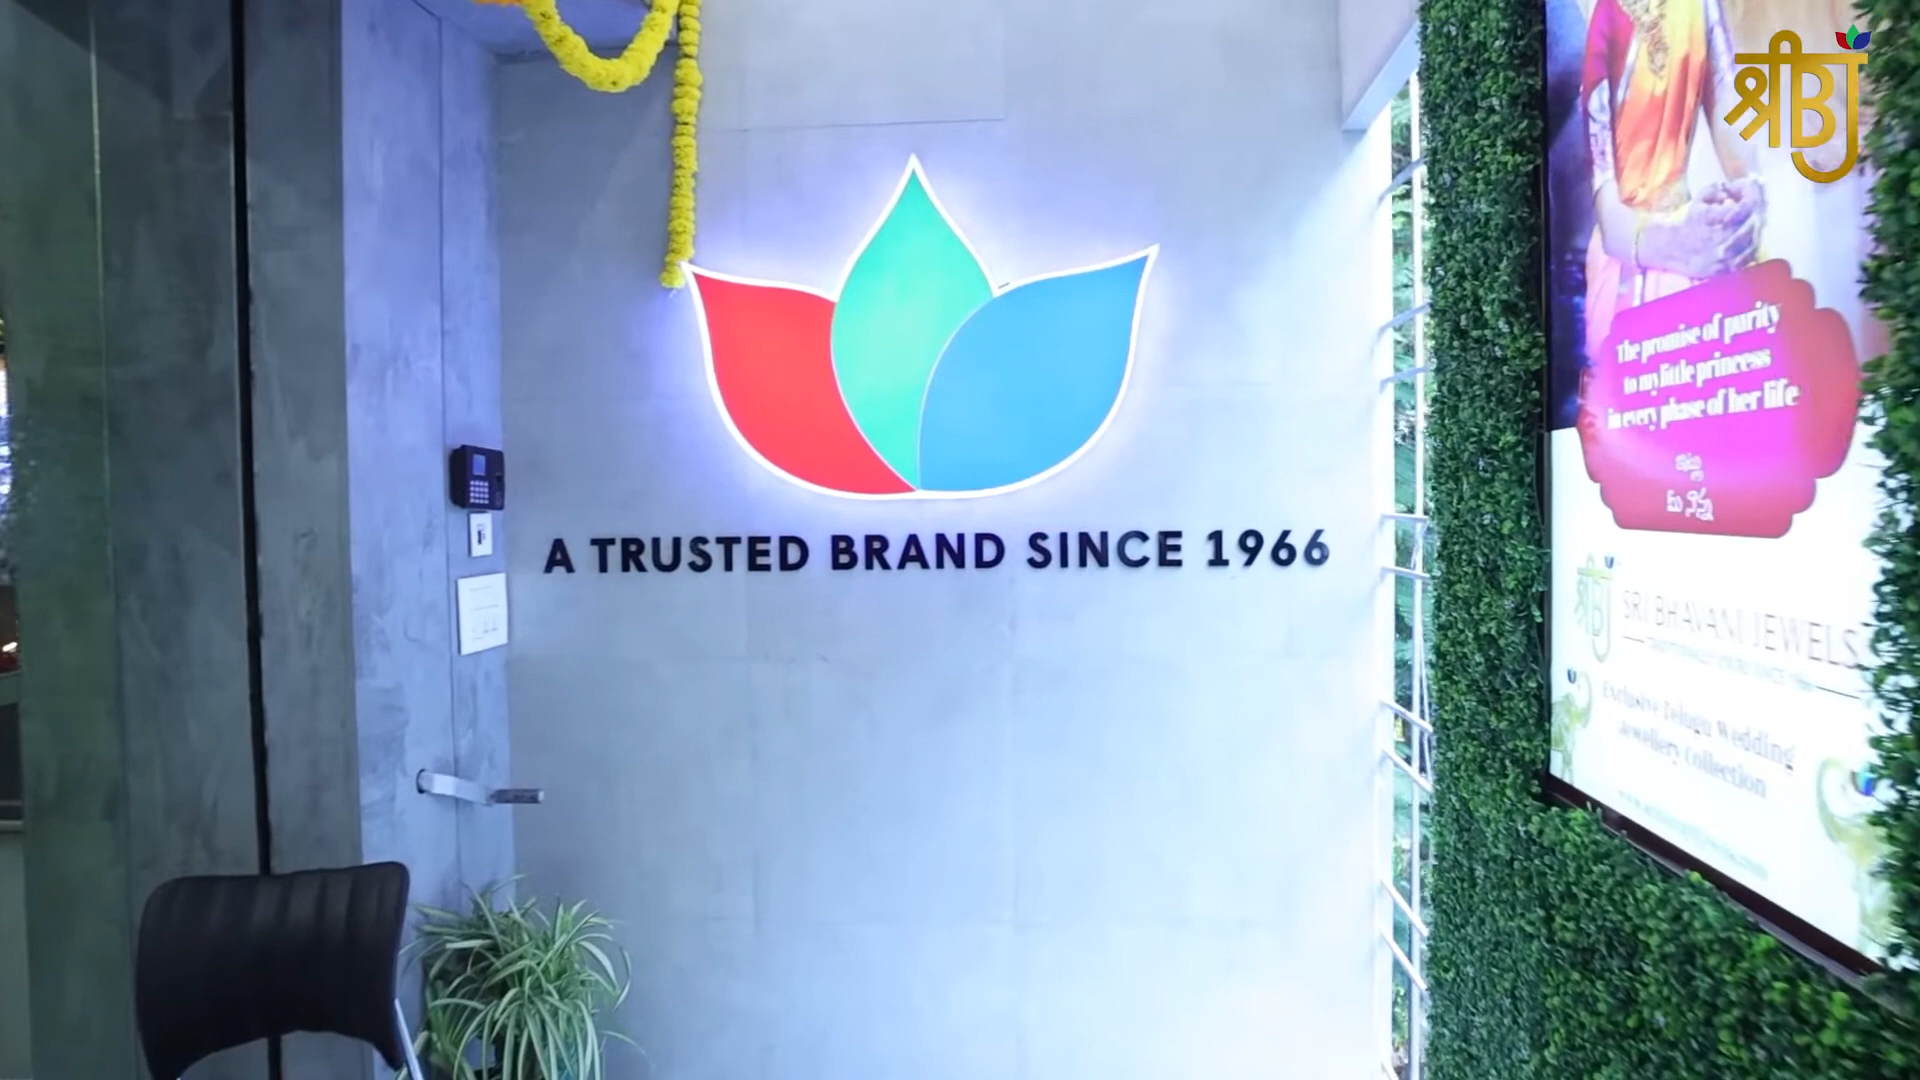 श्रीBJ
A TRUSTED BRAND SINCE 1966
The promise of purity
to my little princess
in every phase of her life
SRI BHAVANI JEWELS
Exclusive Telugu Wedding
Jewellery Collection